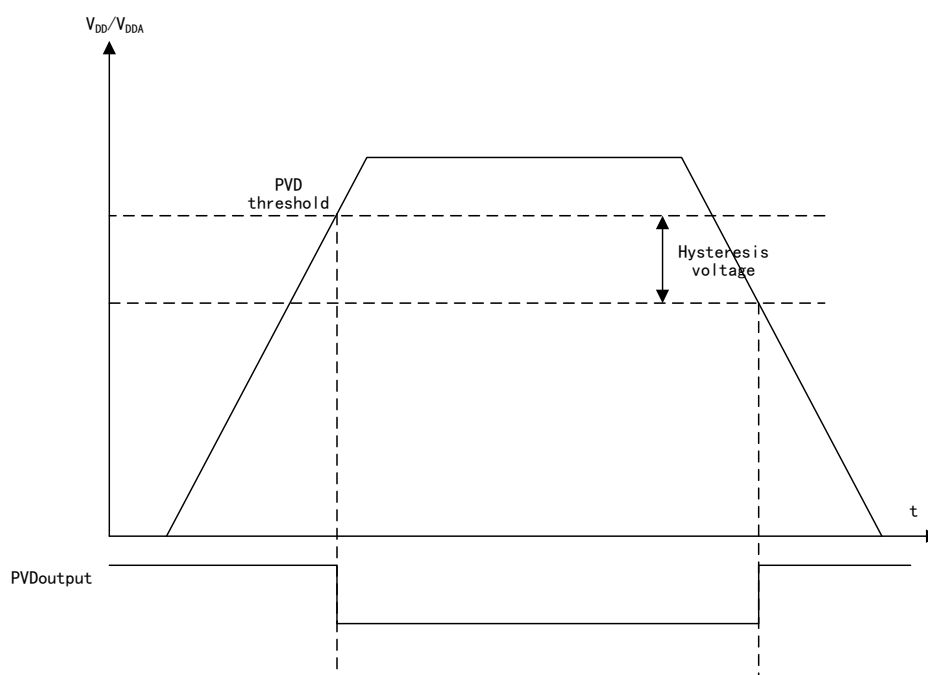 VDD/VDDA
PVD
threshold
Hysteresis
voltage
t
PVDoutput